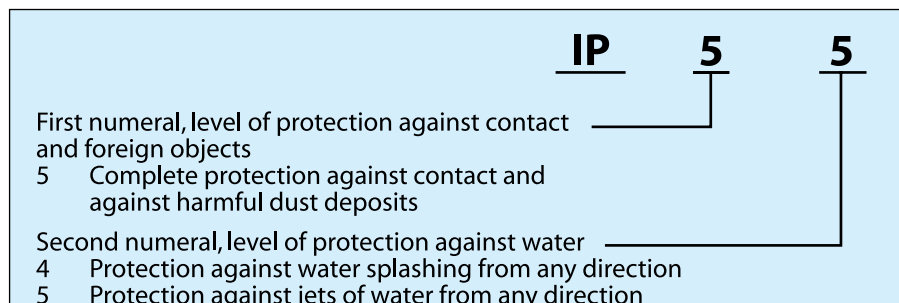 IP 5 5
First numeral, level of protection against contact
and foreign objects
5 Complete protection against contact and
against harmful dust deposits
Second numeral, level of protection against water
4 Protection against water splashing from any direction
5 Protection against jets of water from any direction